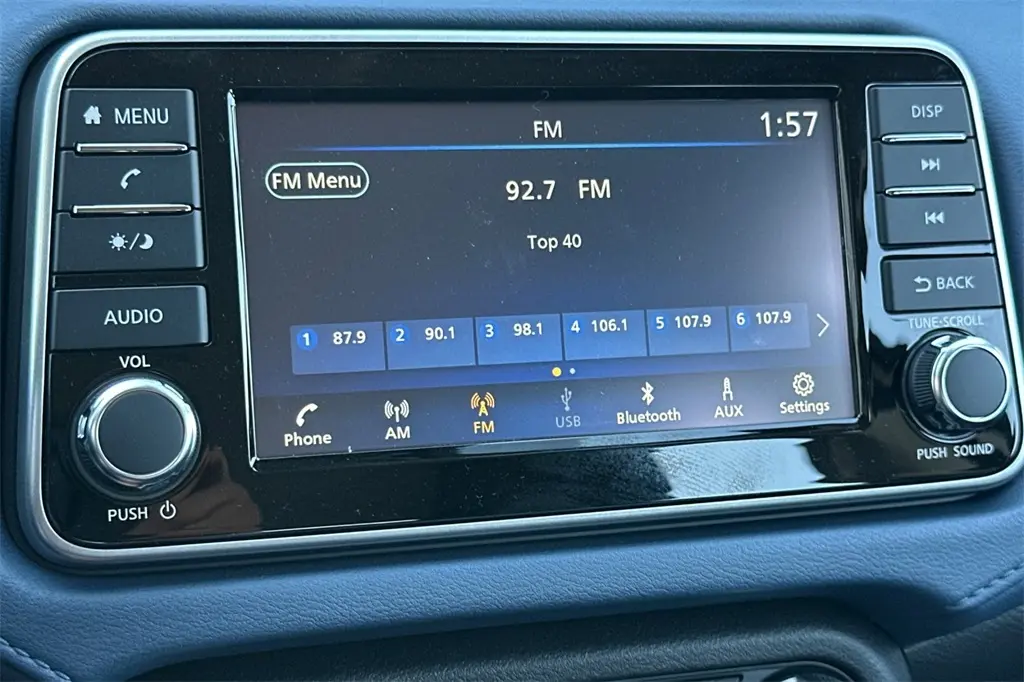 MENU
AUDIO
VOL
PUSH
FM
1:57
FM Menu
92.7 FM
Top 40
1 87.9 2 90.1 3 98.1 4 106.1 5 107.9 6 107.9
Phone AM FM USB Bluetooth AUX Settings
DISP
BACK
TUNE·SCROLL
PUSH SOUND